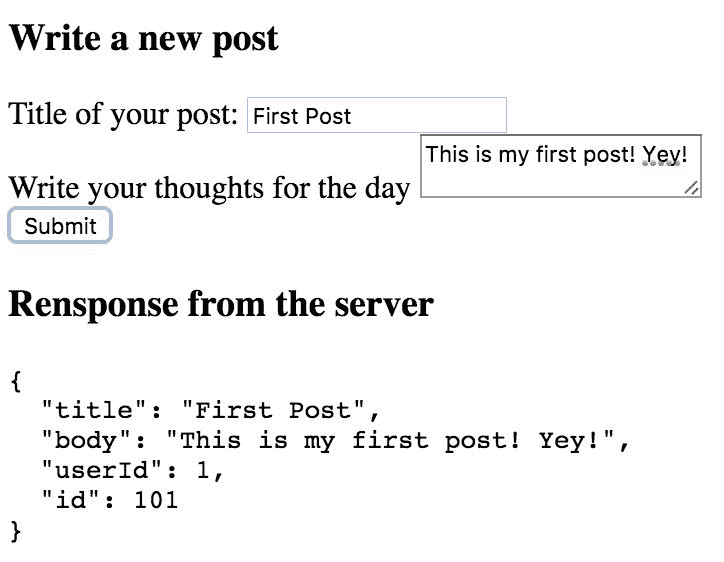 Write a new post
Title of your post: First Post
This is my first post! Yey!
Write your thoughts for the day
Submit
Rensponse from the server
{
  "title": "First Post",
  "body": "This is my first post! Yey!",
  "userId": 1,
  "id": 101
}